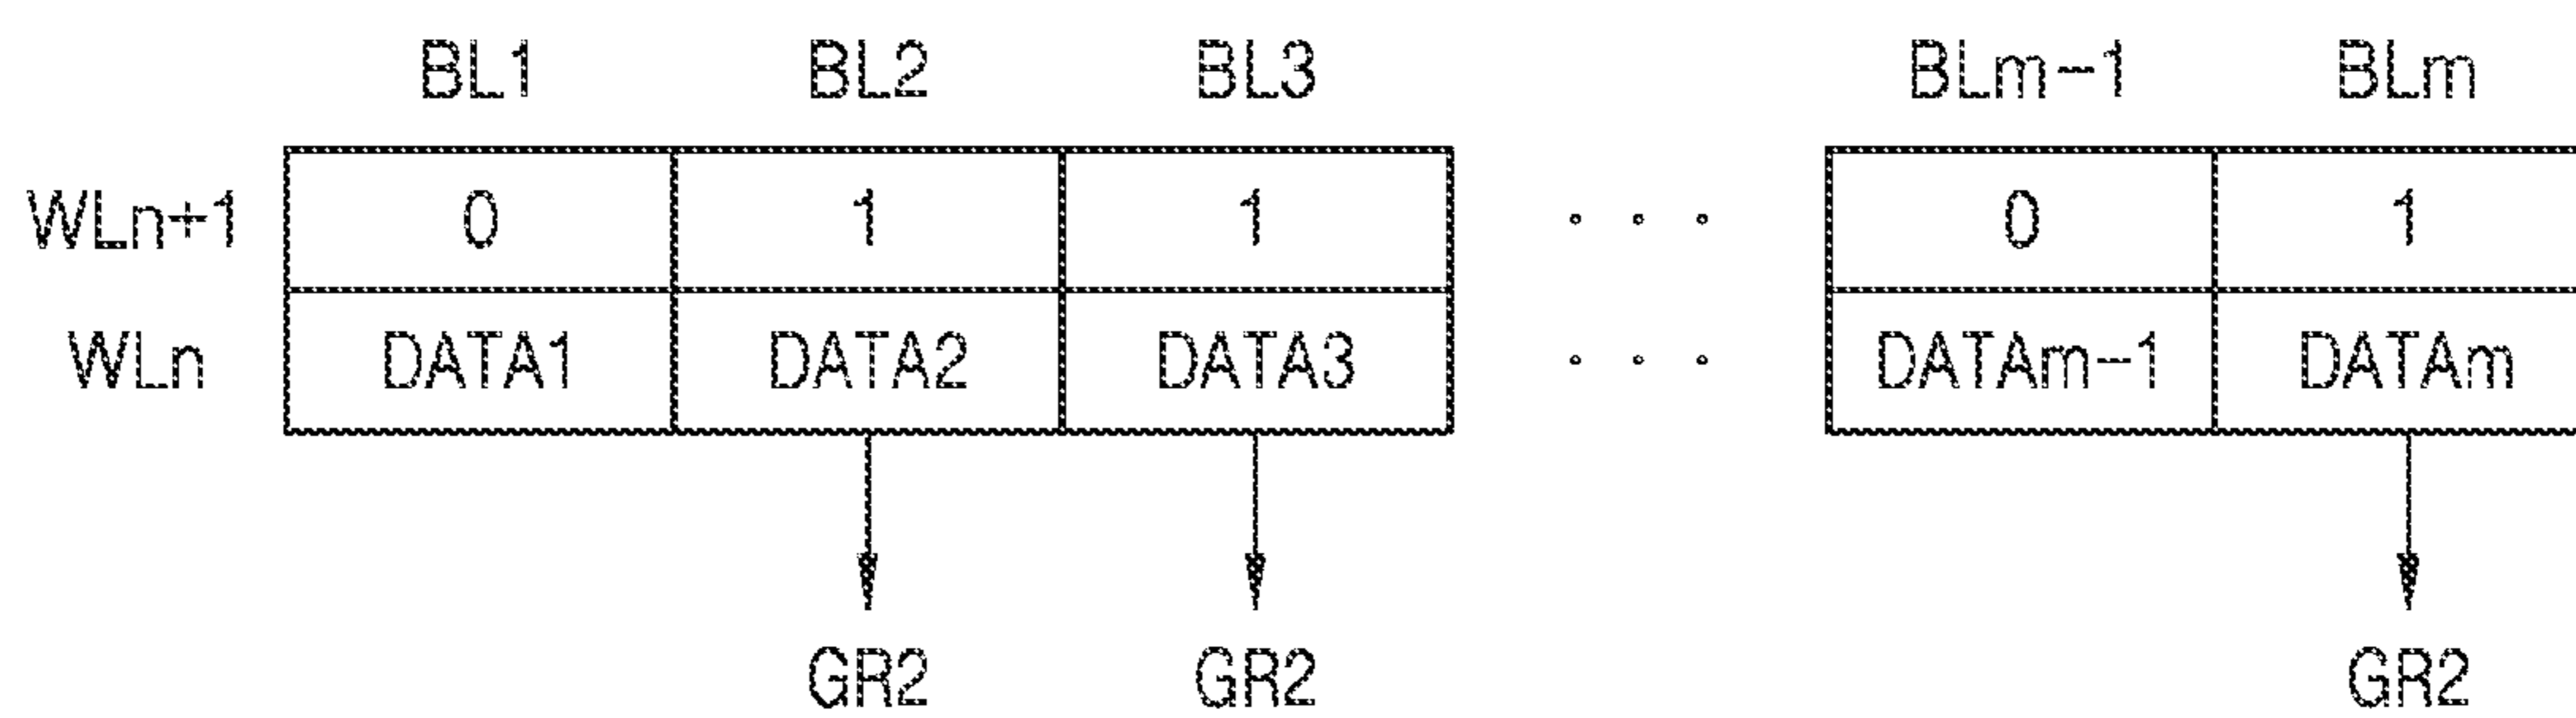 BL1 BL2 BL3 BLm-1 BLm
WLn+1 0 1 1 · · · 0 1
WLn DATA1 DATA2 DATA3 · · · DATAm-1 DATAm
GR2 GR2 GR2